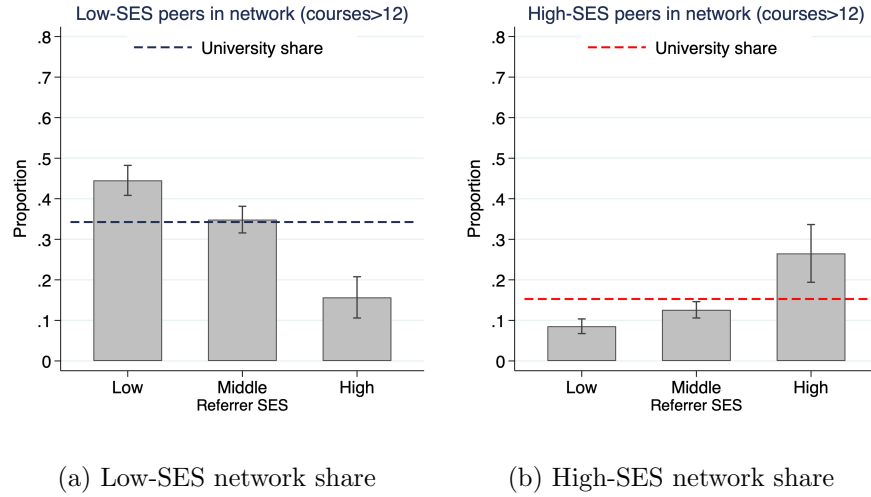 Low-SES peers in network (courses>12)
University share
Proportion
.8
.7
.6
.5
.4
.3
.2
.1
0
Low Middle High
Referrer SES
(a) Low-SES network share
High-SES peers in network (courses>12)
University share
Proportion
.8
.7
.6
.5
.4
.3
.2
.1
0
Low Middle High
Referrer SES
(b) High-SES network share